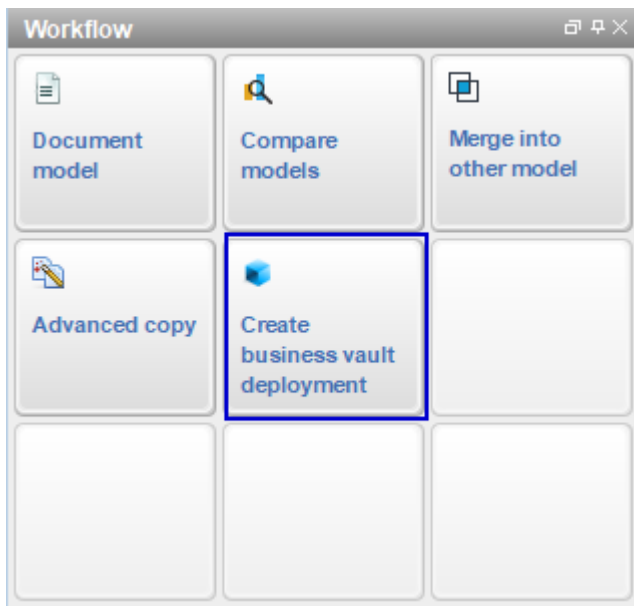 Workflow
Document
model
Compare
models
Merge into
other model
Advanced copy
Create
business vault
deployment